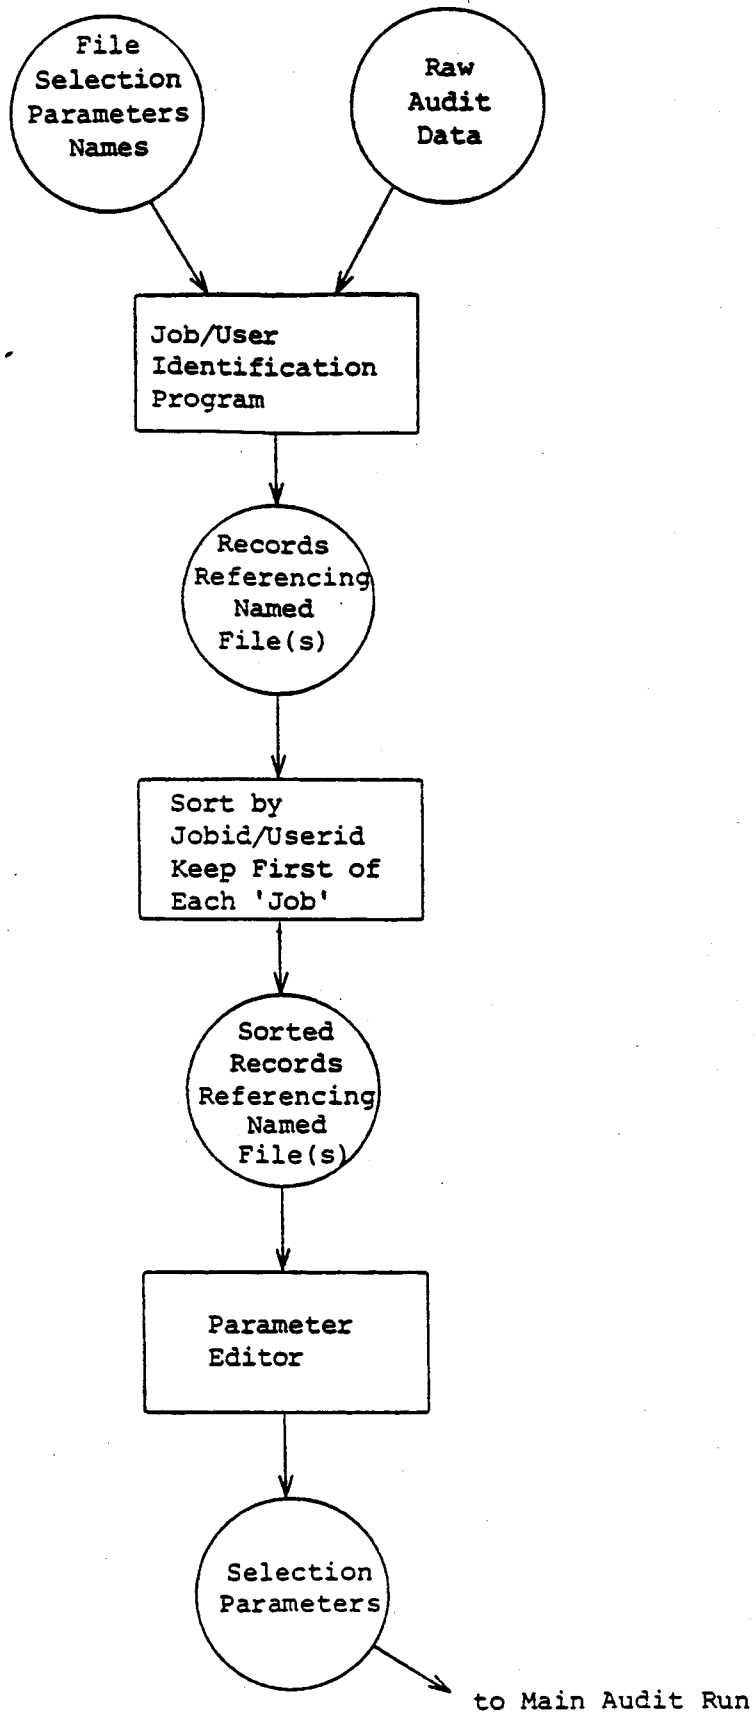 File
Selection
Parameters
Names
Raw
Audit
Data
Job/User
Identification
Program
Records
Referencing
Named
File(s)
Sort by
Jobid/Userid
Keep First of
Each 'Job'
Sorted
Records
Referencing
Named
File(s)
Parameter
Editor
Selection
Parameters
to Main Audit Run